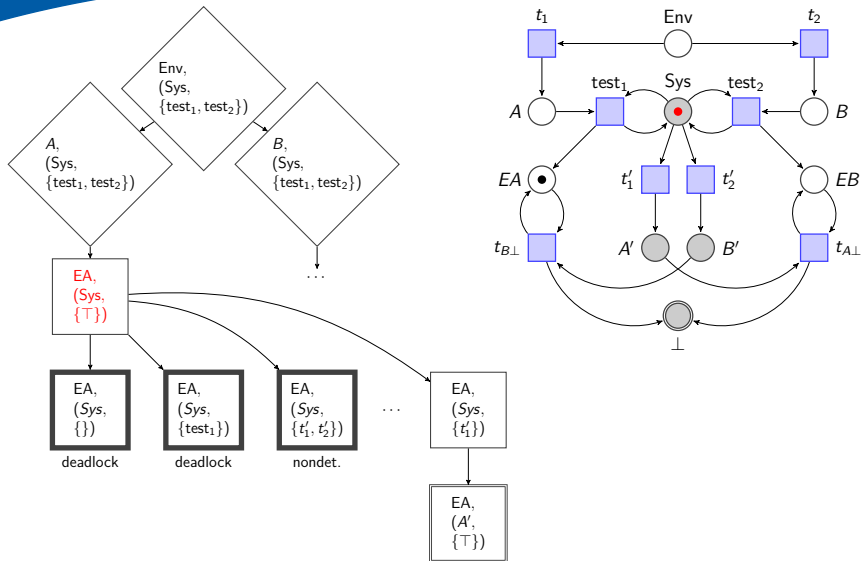 Env,
(Sys,
{test₁, test₂})
A,
(Sys,
{test₁, test₂})
B,
(Sys,
{test₁, test₂})
EA,
(Sys,
{⊤})
...
EA,
(Sys,
{})
deadlock
EA,
(Sys,
{test₁})
deadlock
EA,
(Sys,
{t′₁, t′₂})
nondet.
...
EA,
(Sys,
{t′₁})
EA,
(A′,
{⊤})
t₁
Env
t₂
test₁
Sys
test₂
A
B
EA
t′₁
t′₂
EB
t_B⊥
A′
B′
t_A⊥
⊥